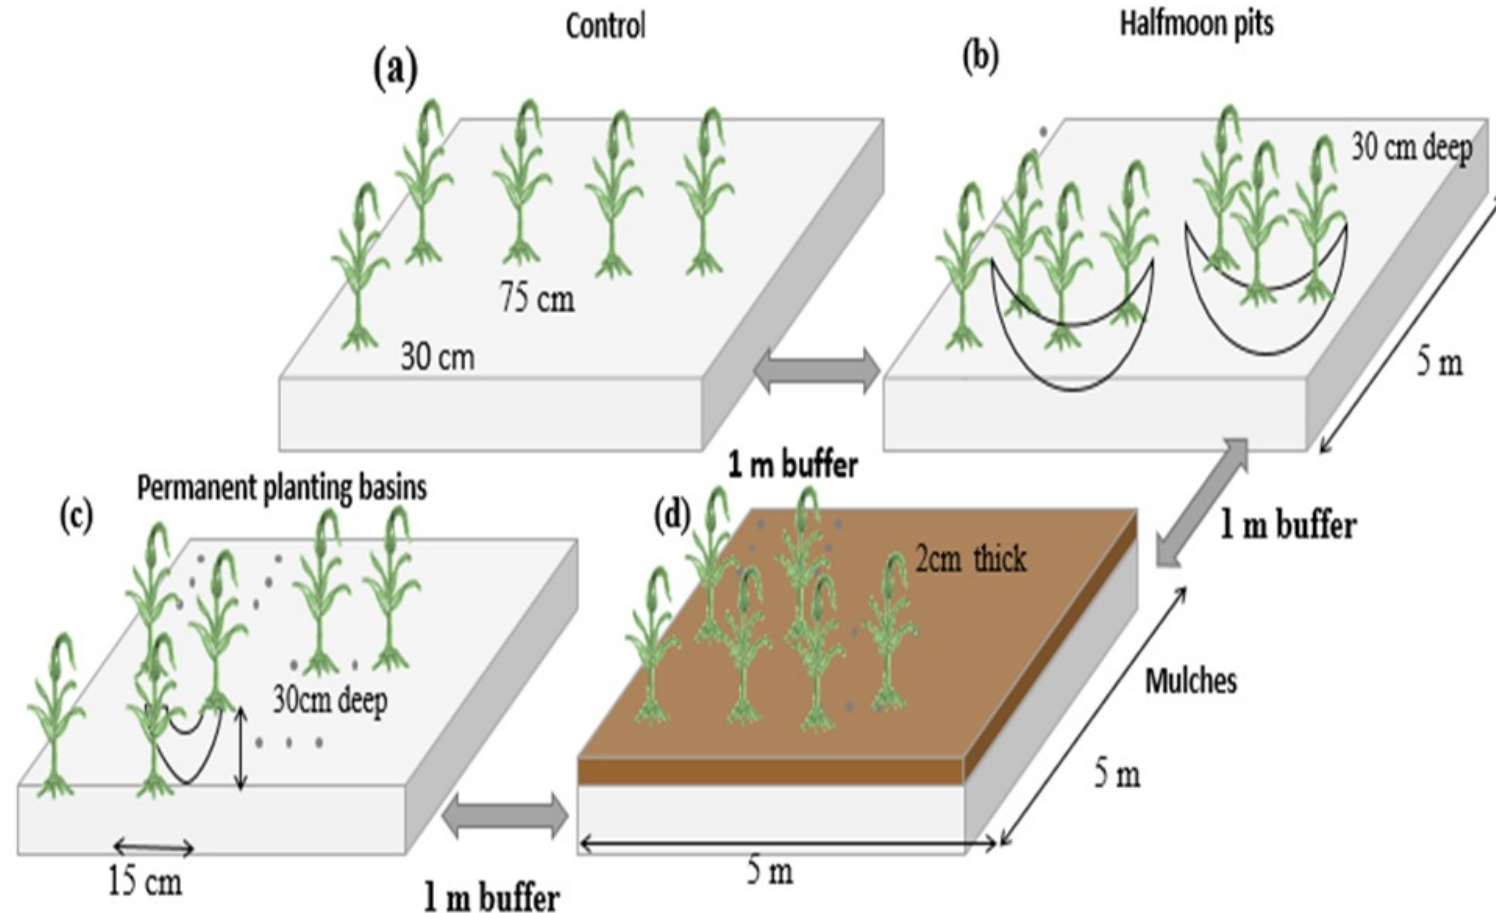 Control
Halfmoon pits
(a)
(b)
30 cm deep
75 cm
30 cm
5 m
1 m buffer
Permanent planting basins
(c)
(d)
1 m buffer
2cm thick
30cm deep
Mulches
5 m
15 cm
5 m
1 m buffer